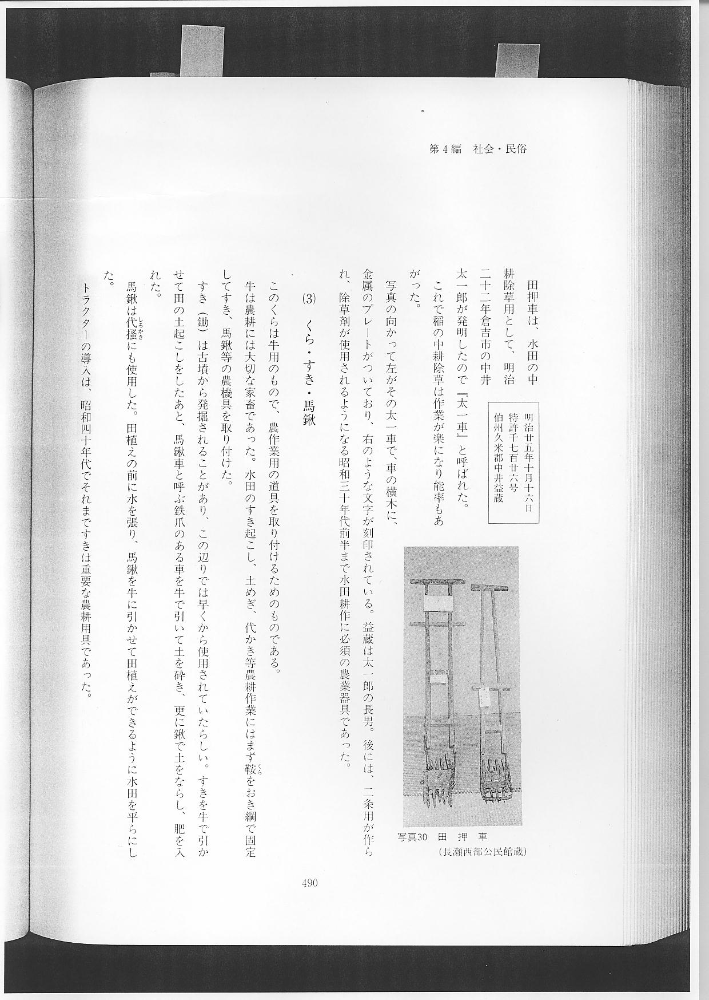 第4編　社会・民俗
田押車は、水田の中
耕除草用として、明治
二十二年倉吉市の中井
太一郎が発明したので『太一車』と呼ばれた。
これで稲の中耕除草は作業が楽になり能率もあ
がった。
写真の向かって左がその太一車で、車の横木に、
金属のプレートがついており、右のような文字が刻印されている。益蔵は太一郎の長男。後には、二条用が作ら
れ、除草剤が使用されるようになる昭和三十年代前半まで水田耕作に必須の農業器具であった。
明治廿五年十月十六日
特許千七百廿六号
伯州久米郡中井益蔵
写真30　田　押　車
（長瀬西部公民館蔵）
(3)　くら・すき・馬鍬
このくらは牛用のもので、農作業用の道具を取り付けるためのものである。
牛は農耕には大切な家畜であった。水田のすき起こし、土めぎ、代かき等農耕作業にはまず鞍くらをおき綱で固定
してすき、馬鍬等の農機具を取り付けた。
すき（鋤）は古墳から発掘されることがあり、この辺りでは早くから使用されていたらしい。すきを牛で引か
せて田の土起こしをしたあと、馬鍬車と呼ぶ鉄爪のある車を牛で引いて土を砕き、更に鍬で土をならし、肥を入
れた。
馬鍬は代掻しろかきにも使用した。田植えの前に水を張り、馬鍬を牛に引かせて田植えができるように水田を平らにし
た。
トラクターの導入は、昭和四十年代でそれまですきは重要な農耕用具であった。
490